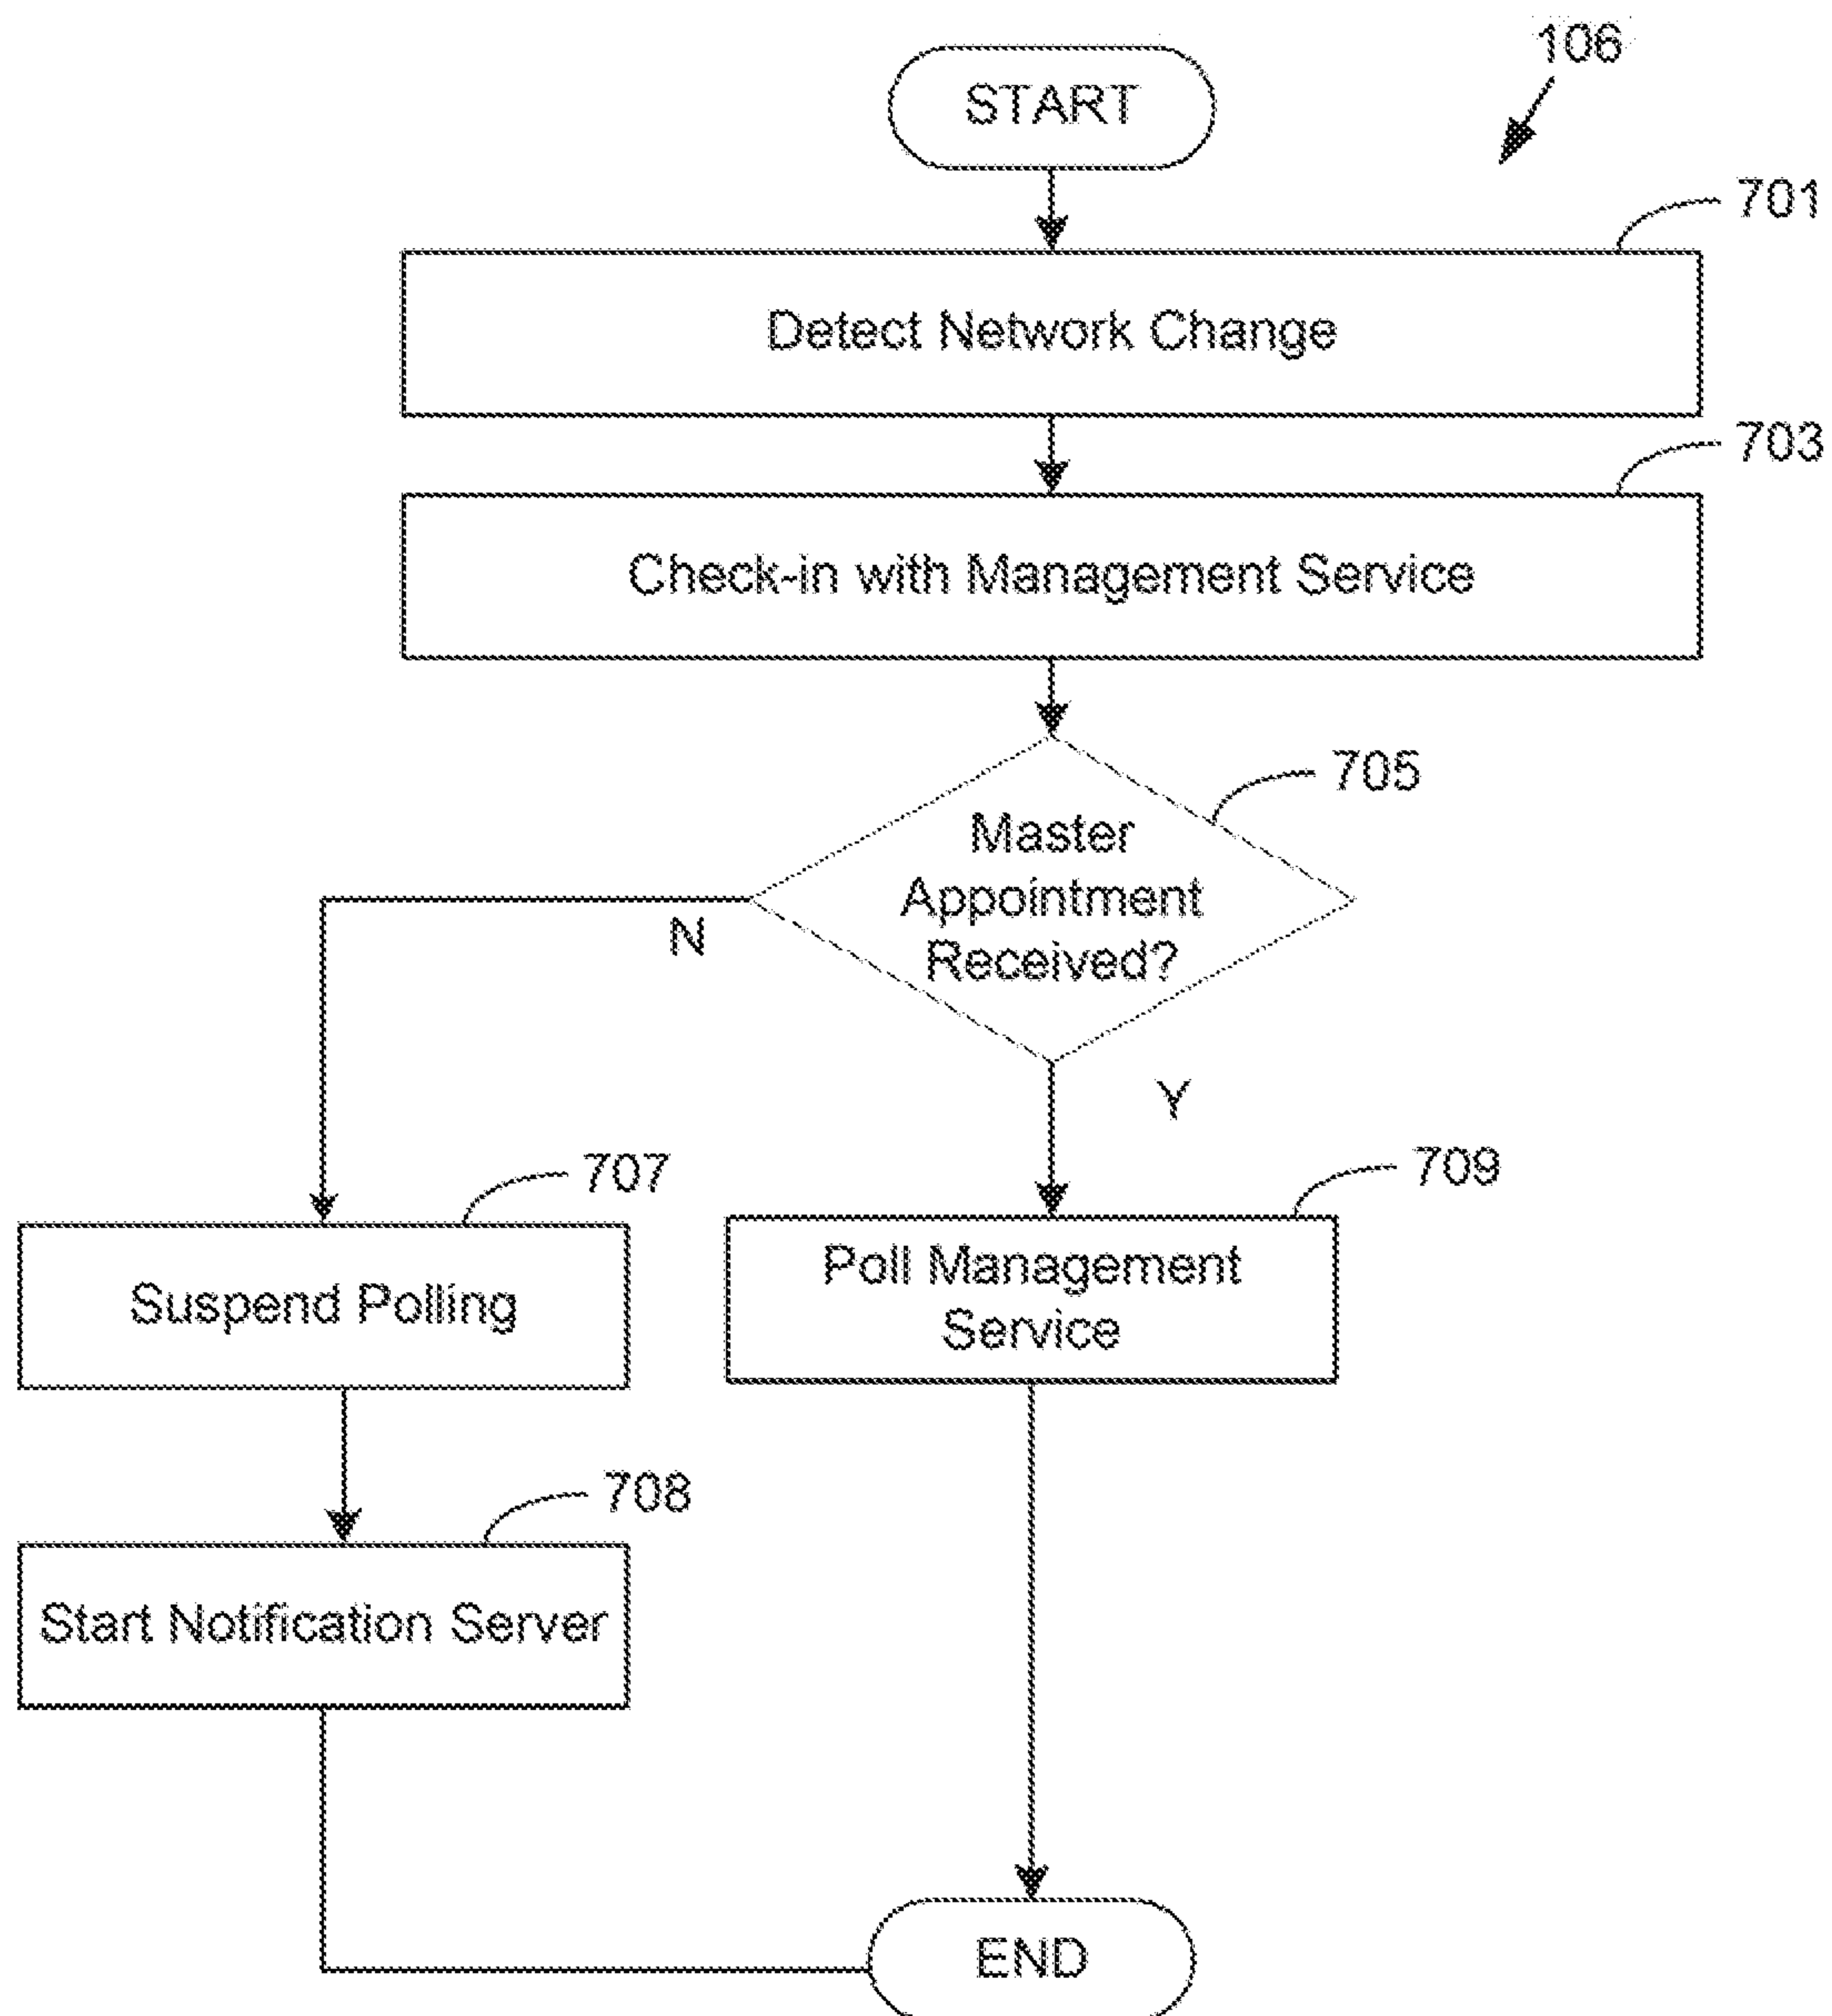 106
START
701
Detect Network Change
703
Check-in with Management Service
705
Master
Appointment
Received?
N
Y
707
709
Suspend Polling
Poll Management
Service
708
Start Notification Server
END